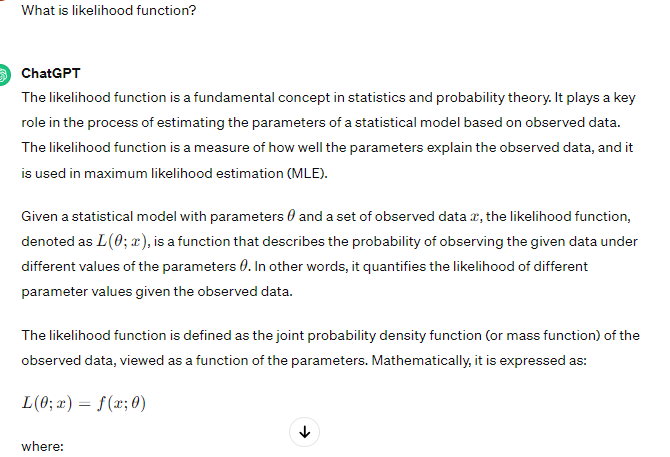 What is likelihood function?
ChatGPT
The likelihood function is a fundamental concept in statistics and probability theory. It plays a key
role in the process of estimating the parameters of a statistical model based on observed data.
The likelihood function is a measure of how well the parameters explain the observed data, and it
is used in maximum likelihood estimation (MLE).
Given a statistical model with parameters θ and a set of observed data x, the likelihood function,
denoted as L(θ; x), is a function that describes the probability of observing the given data under
different values of the parameters θ. In other words, it quantifies the likelihood of different
parameter values given the observed data.
The likelihood function is defined as the joint probability density function (or mass function) of the
observed data, viewed as a function of the parameters. Mathematically, it is expressed as:
L(θ; x) = f(x; θ)
where: